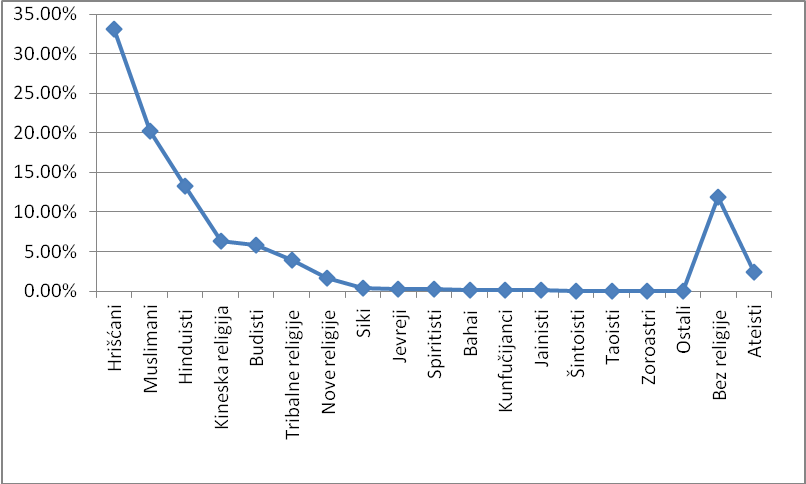 35.00%
30.00%
25.00%
20.00%
15.00%
10.00%
5.00%
0.00%
Hrišćani
Muslimani
Hinduisti
Kineska religija
Budisti
Tribalne religije
Nove religije
Siki
Jevreji
Spiritisti
Bahai
Kunfučijanci
Jainisti
Šintoisti
Taoisti
Zoroastri
Ostali
Bez religije
Ateisti